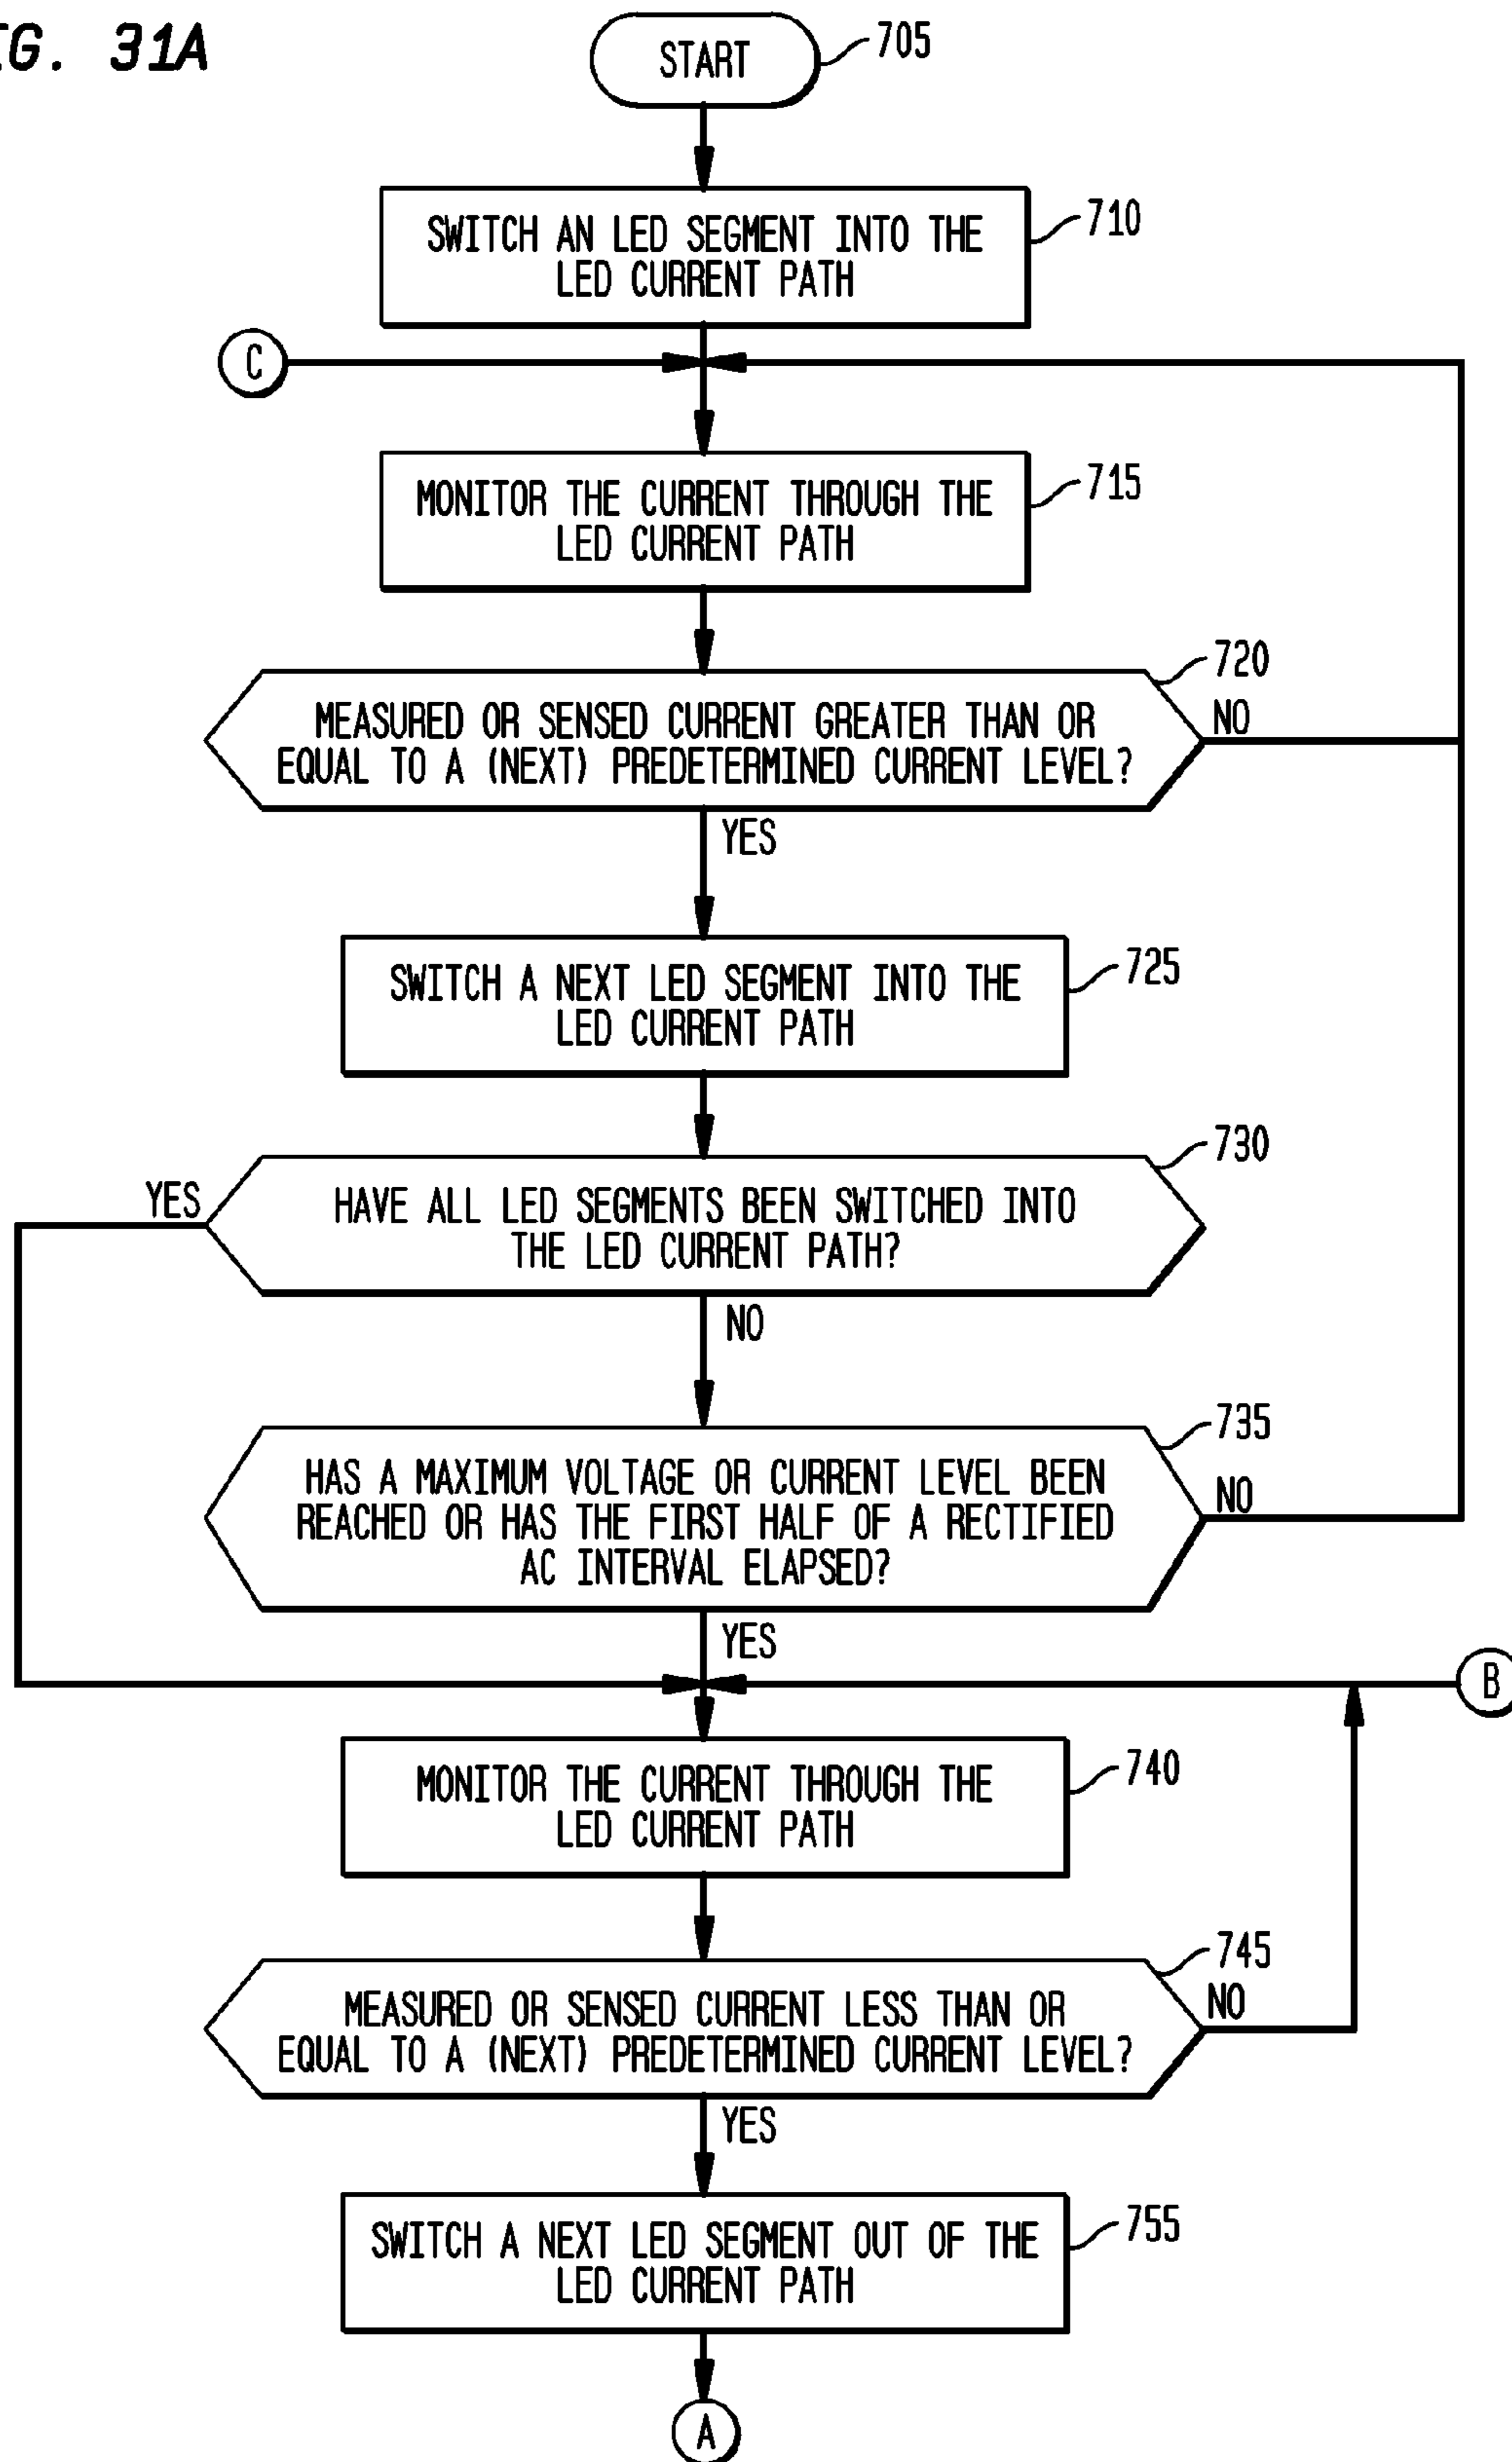 IG. 31A
START
705
SWITCH AN LED SEGMENT INTO THE
LED CURRENT PATH
710
C
MONITOR THE CURRENT THROUGH THE
LED CURRENT PATH
715
720
MEASURED OR SENSED CURRENT GREATER THAN OR
EQUAL TO A (NEXT) PREDETERMINED CURRENT LEVEL?
NO
YES
SWITCH A NEXT LED SEGMENT INTO THE
LED CURRENT PATH
725
730
YES
HAVE ALL LED SEGMENTS BEEN SWITCHED INTO
THE LED CURRENT PATH?
NO
735
HAS A MAXIMUM VOLTAGE OR CURRENT LEVEL BEEN
REACHED OR HAS THE FIRST HALF OF A RECTIFIED
AC INTERVAL ELAPSED?
NO
YES
B
MONITOR THE CURRENT THROUGH THE
LED CURRENT PATH
740
745
MEASURED OR SENSED CURRENT LESS THAN OR
EQUAL TO A (NEXT) PREDETERMINED CURRENT LEVEL?
NO
YES
SWITCH A NEXT LED SEGMENT OUT OF THE
LED CURRENT PATH
755
A